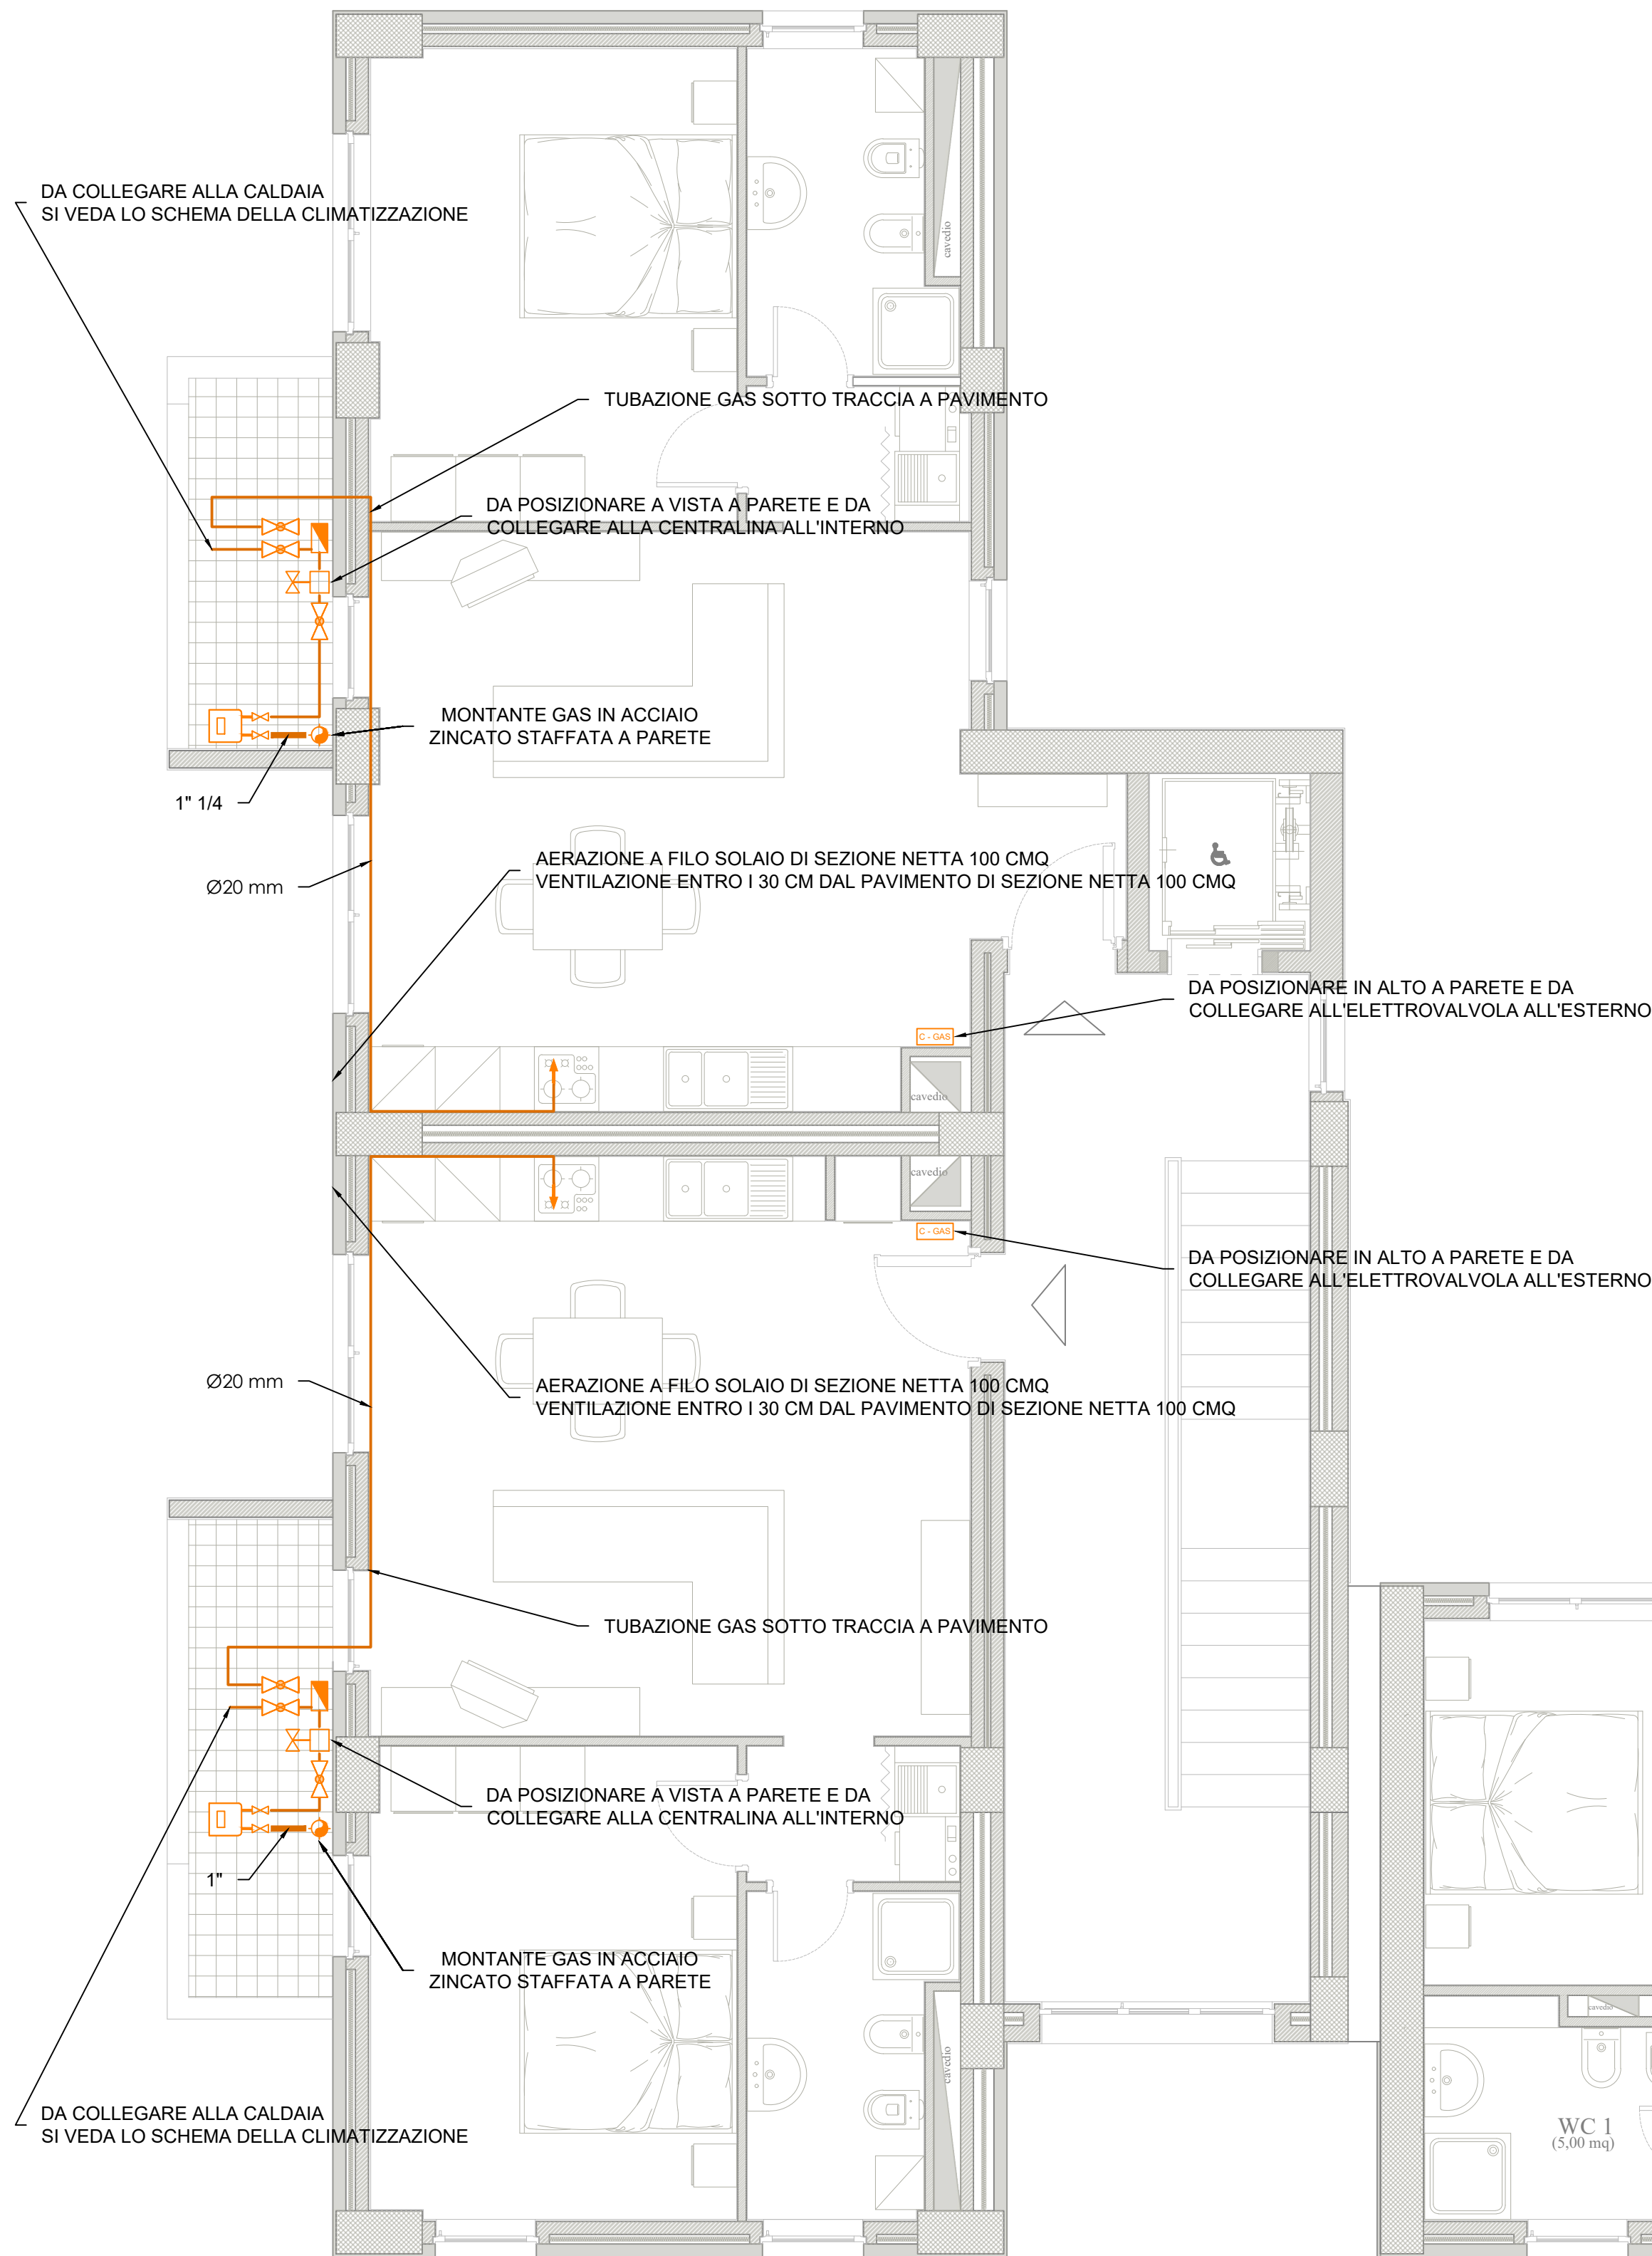 DA COLLEGARE ALLA CALDAIA
SI VEDA LO SCHEMA DELLA CLIMATIZZAZIONE
cavedio
TUBAZIONE GAS SOTTO TRACCIA A PAVIMENTO
DA POSIZIONARE A VISTA A PARETE E DA
COLLEGARE ALLA CENTRALINA ALL'INTERNO
MONTANTE GAS IN ACCIAIO
ZINCATO STAFFATA A PARETE
1" 1/4
AERAZIONE A FILO SOLAIO DI SEZIONE NETTA 100 CMQ
VENTILAZIONE ENTRO I 30 CM DAL PAVIMENTO DI SEZIONE NETTA 100 CMQ
Ø20 mm
DA POSIZIONARE IN ALTO A PARETE E DA
COLLEGARE ALL'ELETTROVALVOLA ALL'ESTERNO
C - GAS
cavedio
cavedio
C - GAS
DA POSIZIONARE IN ALTO A PARETE E DA
COLLEGARE ALL'ELETTROVALVOLA ALL'ESTERNO
Ø20 mm
AERAZIONE A FILO SOLAIO DI SEZIONE NETTA 100 CMQ
VENTILAZIONE ENTRO I 30 CM DAL PAVIMENTO DI SEZIONE NETTA 100 CMQ
TUBAZIONE GAS SOTTO TRACCIA A PAVIMENTO
DA POSIZIONARE A VISTA A PARETE E DA
COLLEGARE ALLA CENTRALINA ALL'INTERNO
1"
MONTANTE GAS IN ACCIAIO
ZINCATO STAFFATA A PARETE
cavedio
cavedio
DA COLLEGARE ALLA CALDAIA
SI VEDA LO SCHEMA DELLA CLIMATIZZAZIONE
WC 1
(5,00 mq)